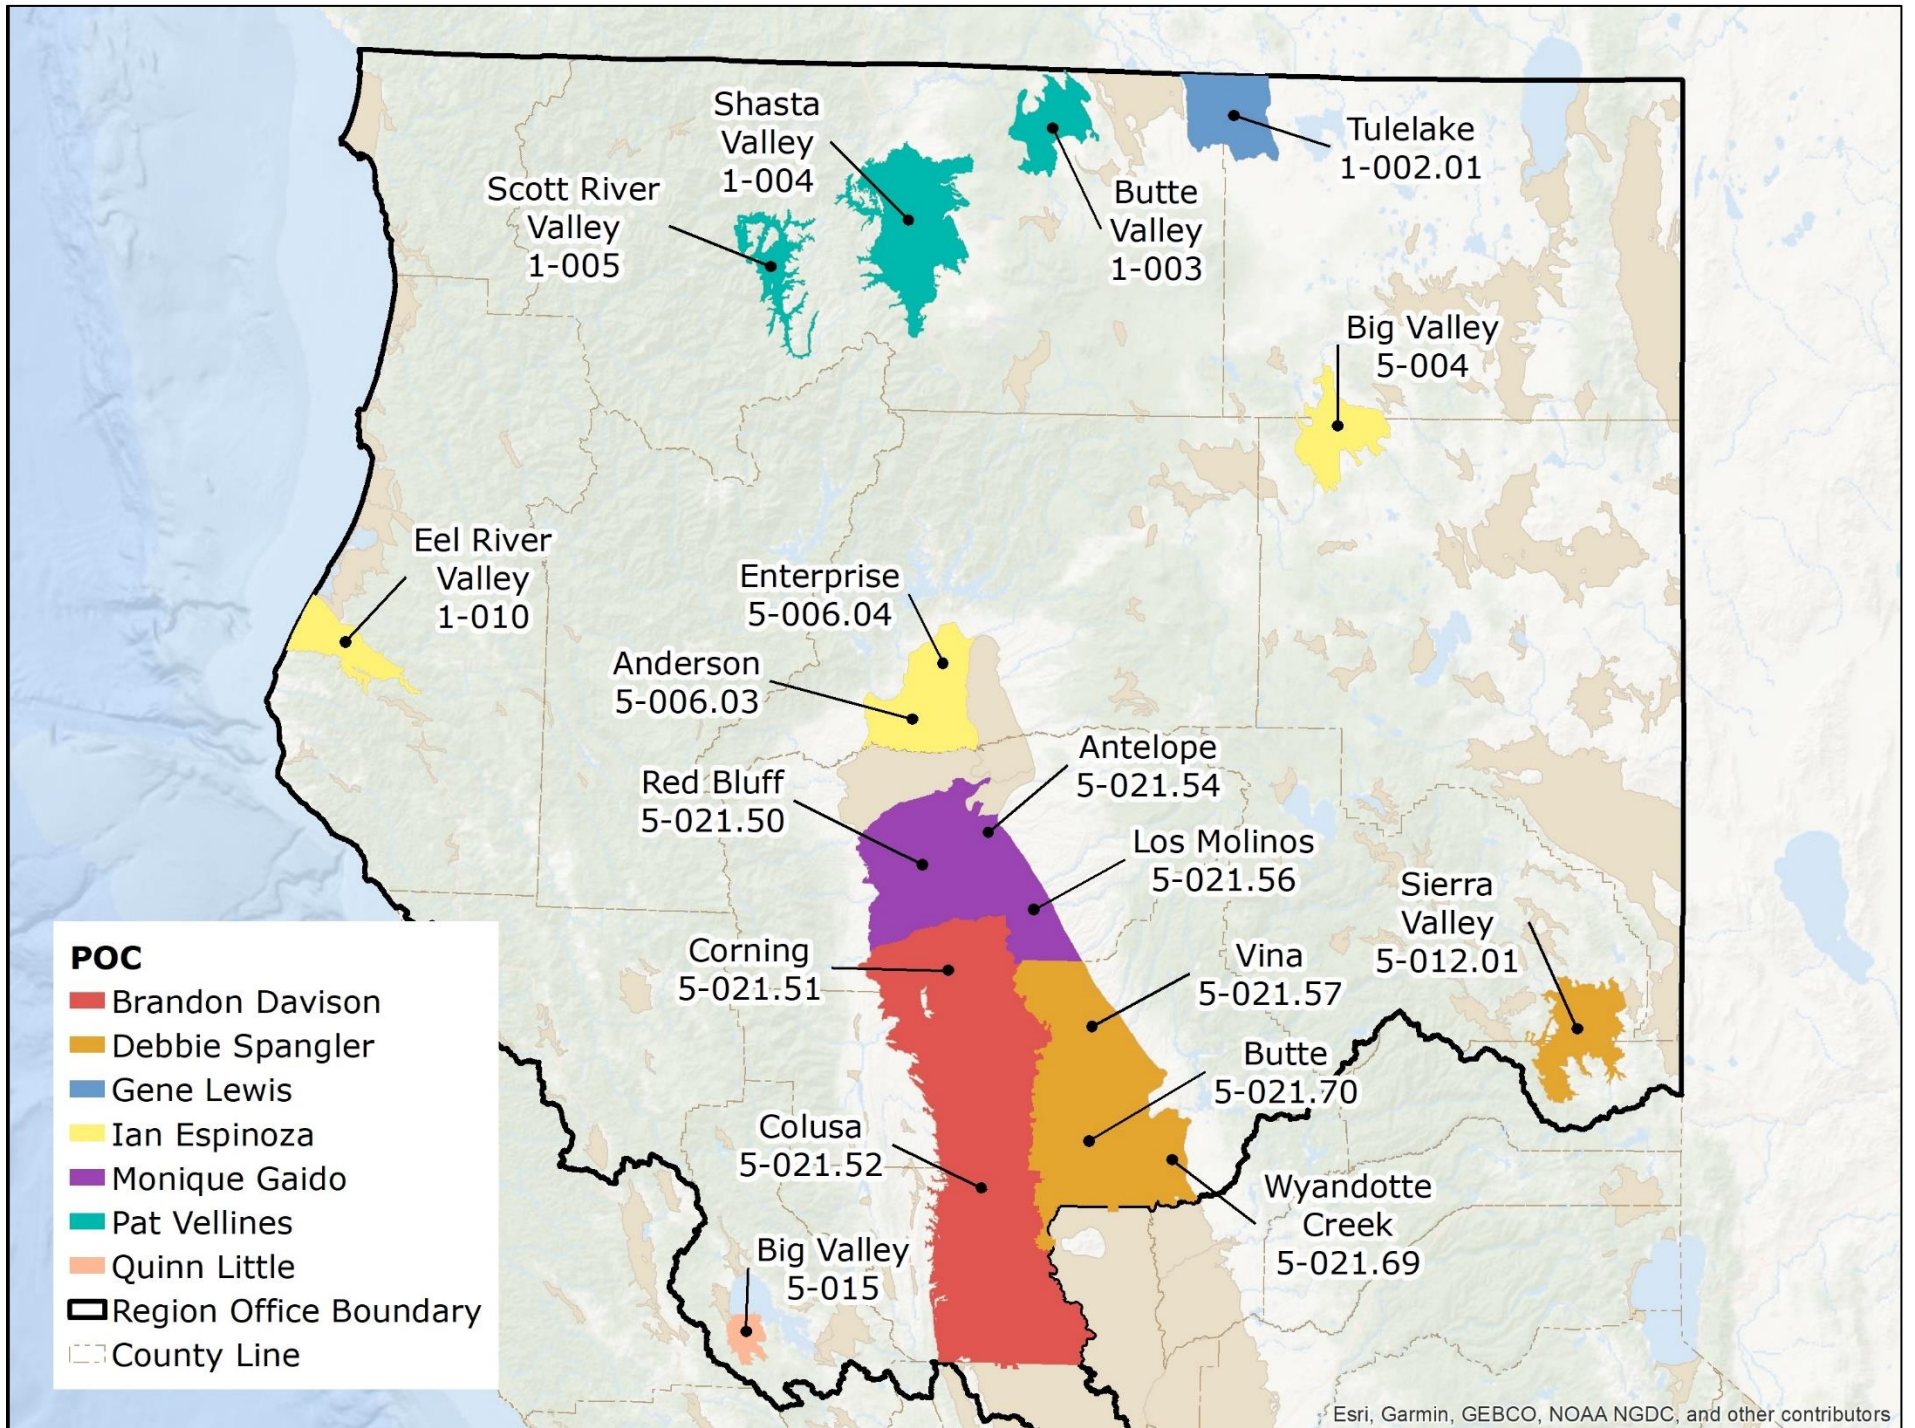 Shasta
Valley
1-004
Scott River
Valley
1-005
Butte
Valley
1-003
Tulelake
1-002.01
Big Valley
5-004
Eel River
Valley
1-010
Enterprise
5-006.04
Anderson
5-006.03
Antelope
5-021.54
Red Bluff
5-021.50
Los Molinos
5-021.56
Sierra
Valley
5-012.01
Corning
5-021.51
Vina
5-021.57
Butte
5-021.70
Colusa
5-021.52
Wyandotte
Creek
5-021.69
Big Valley
5-015
POC
Brandon Davison
Debbie Spangler
Gene Lewis
Ian Espinoza
Monique Gaido
Pat Vellines
Quinn Little
Region Office Boundary
County Line
Esri, Garmin, GEBCO, NOAA NGDC, and other contributors